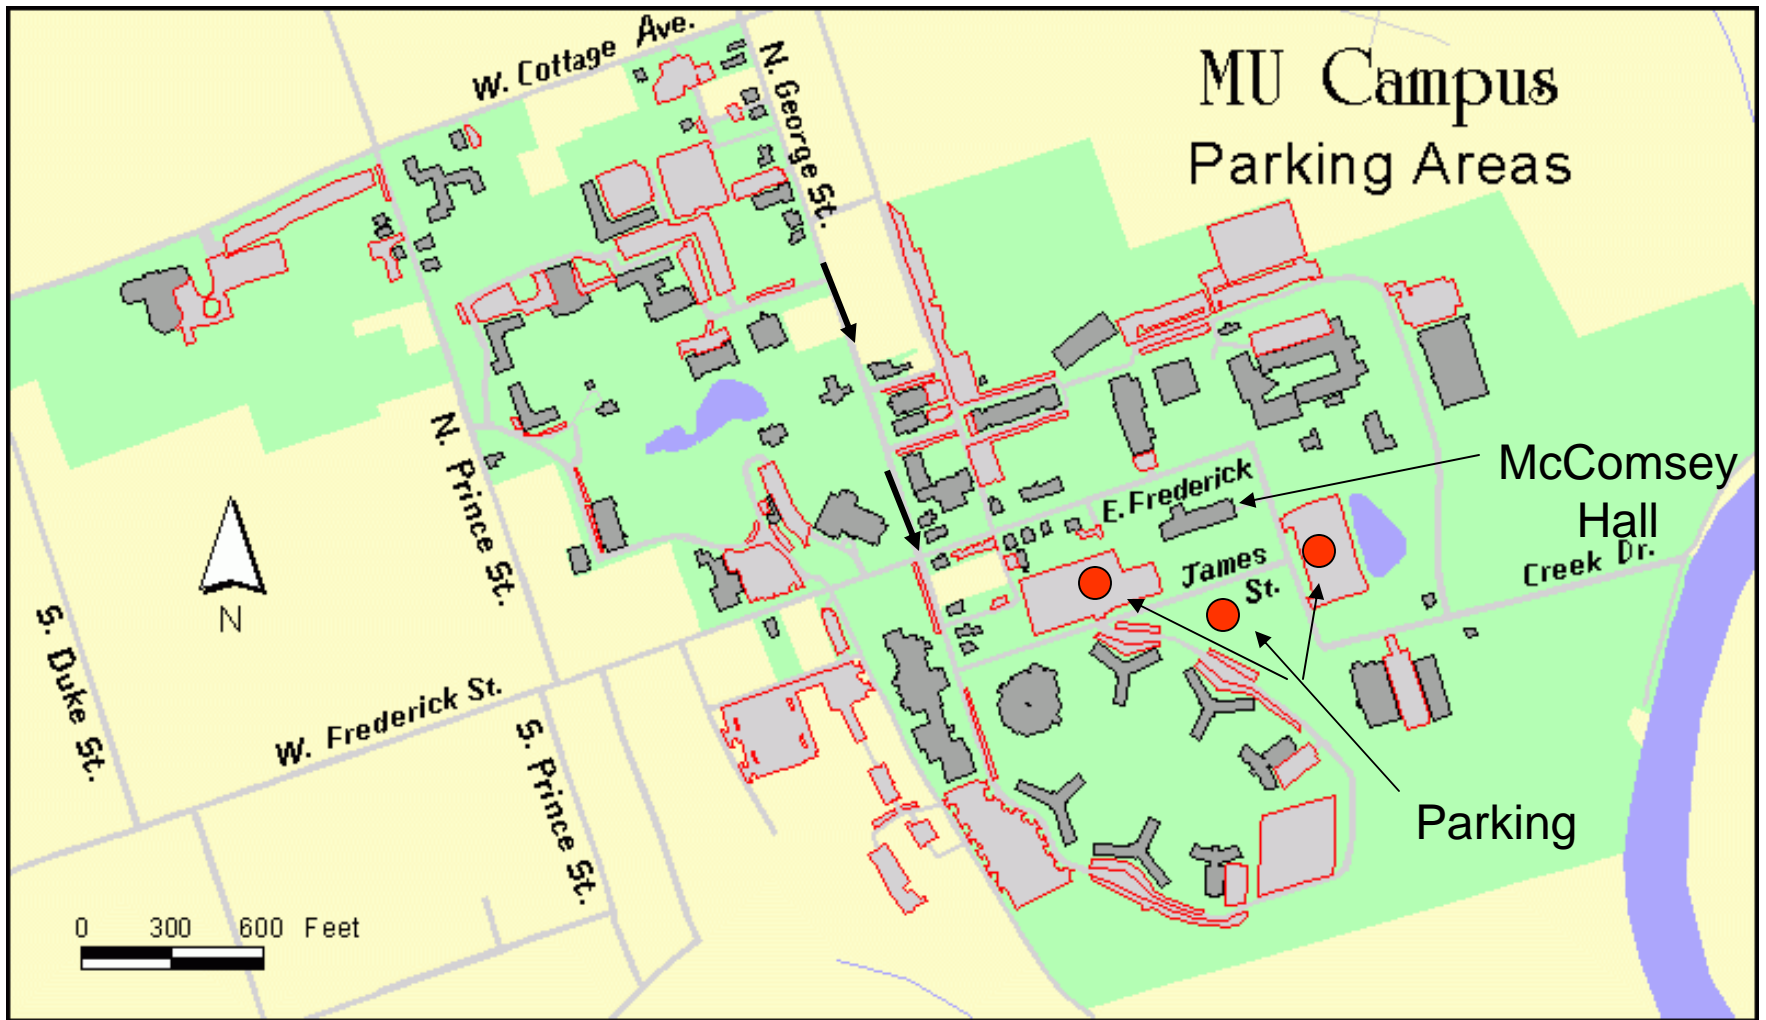 MU Campus
Parking Areas
W. Cottage Ave.
N. George St.
N. Prince St.
McComsey
Hall
E. Frederick
James
St.
Creek Dr.
N
S. Duke St.
W. Frederick St.
S. Prince St.
Parking
0 300 600 Feet